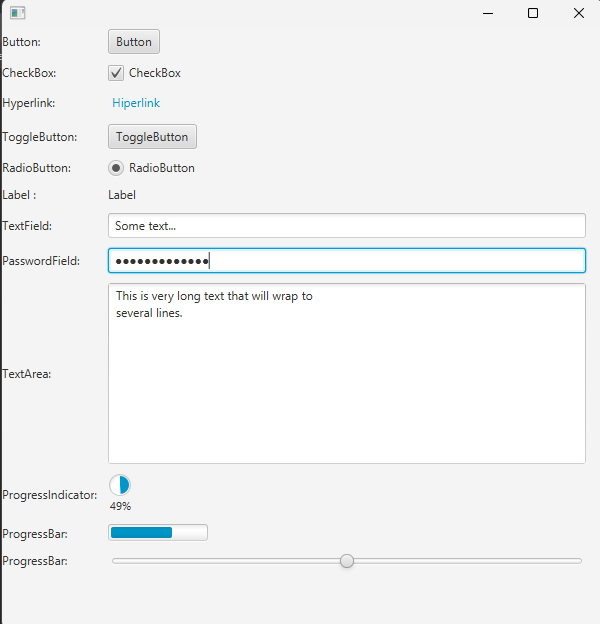 Button: Button
CheckBox: CheckBox
Hyperlink: Hiperlink
ToggleButton: ToggleButton
RadioButton: RadioButton
Label : Label
TextField: Some text...
PasswordField: ●●●●●●●●●●●●●
This is very long text that will wrap to
several lines.
TextArea:
ProgressIndicator:
49%
ProgressBar:
ProgressBar: